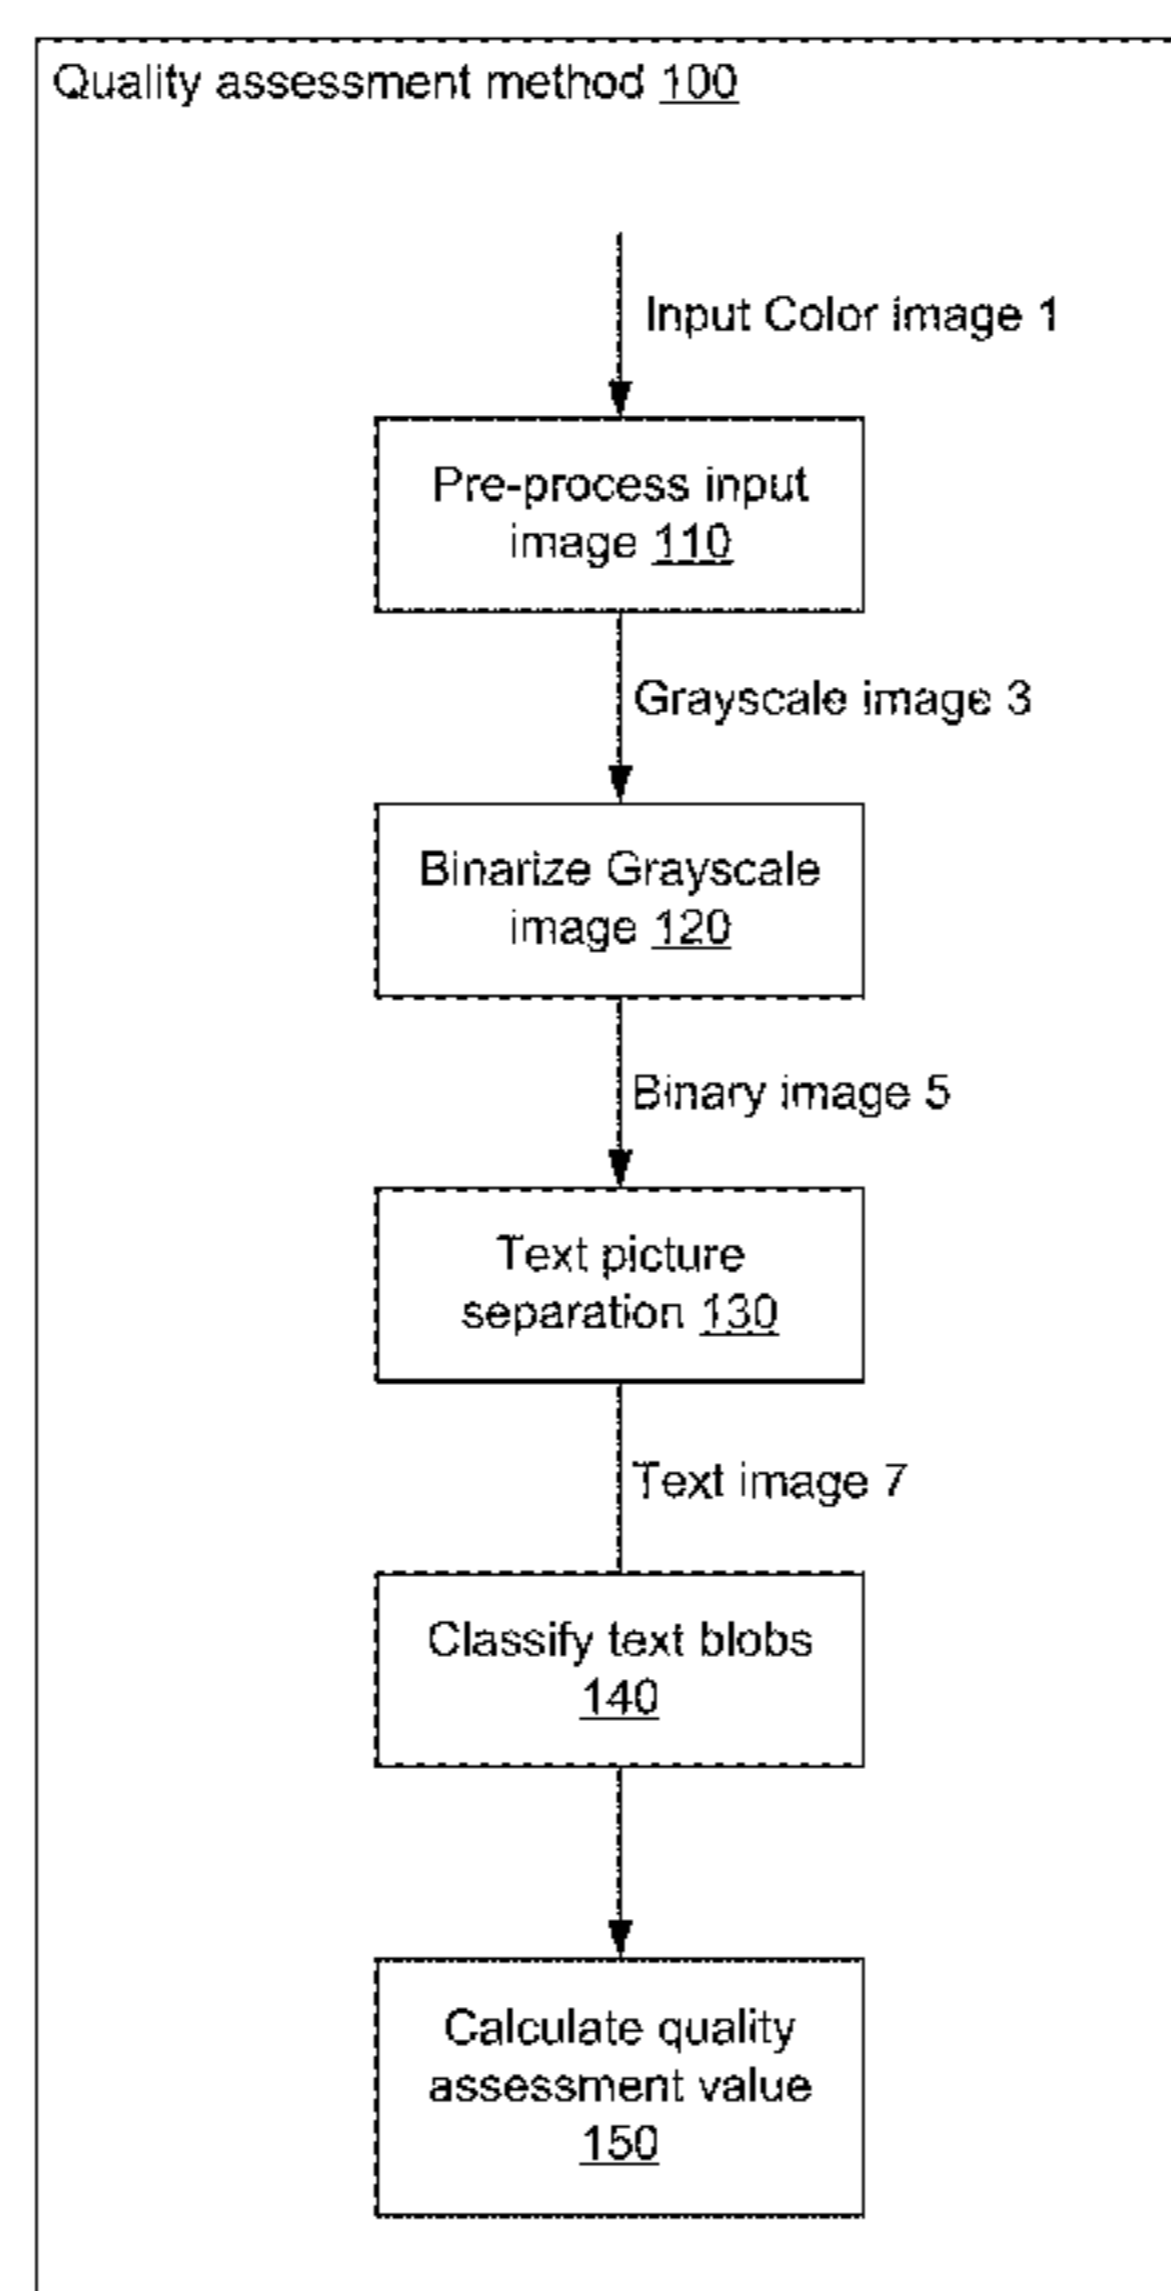 Quality assessment method 100
Input Color image 1
Pre-process input
image 110
Grayscale image 3
Binarize Grayscale
image 120
Binary image 5
Text picture
separation 130
Text image 7
Classify text blobs
140
Calculate quality
assessment value
150